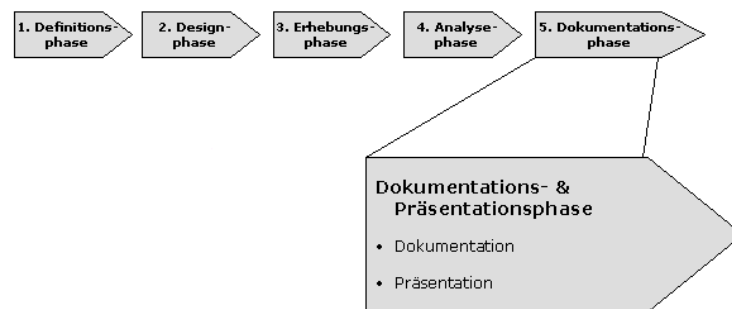 1. Definitions-
phase
2. Design-
phase
3. Erhebungs-
phase
4. Analyse-
phase
5. Dokumentations-
phase
Dokumentations- &
Präsentationsphase
• Dokumentation
• Präsentation